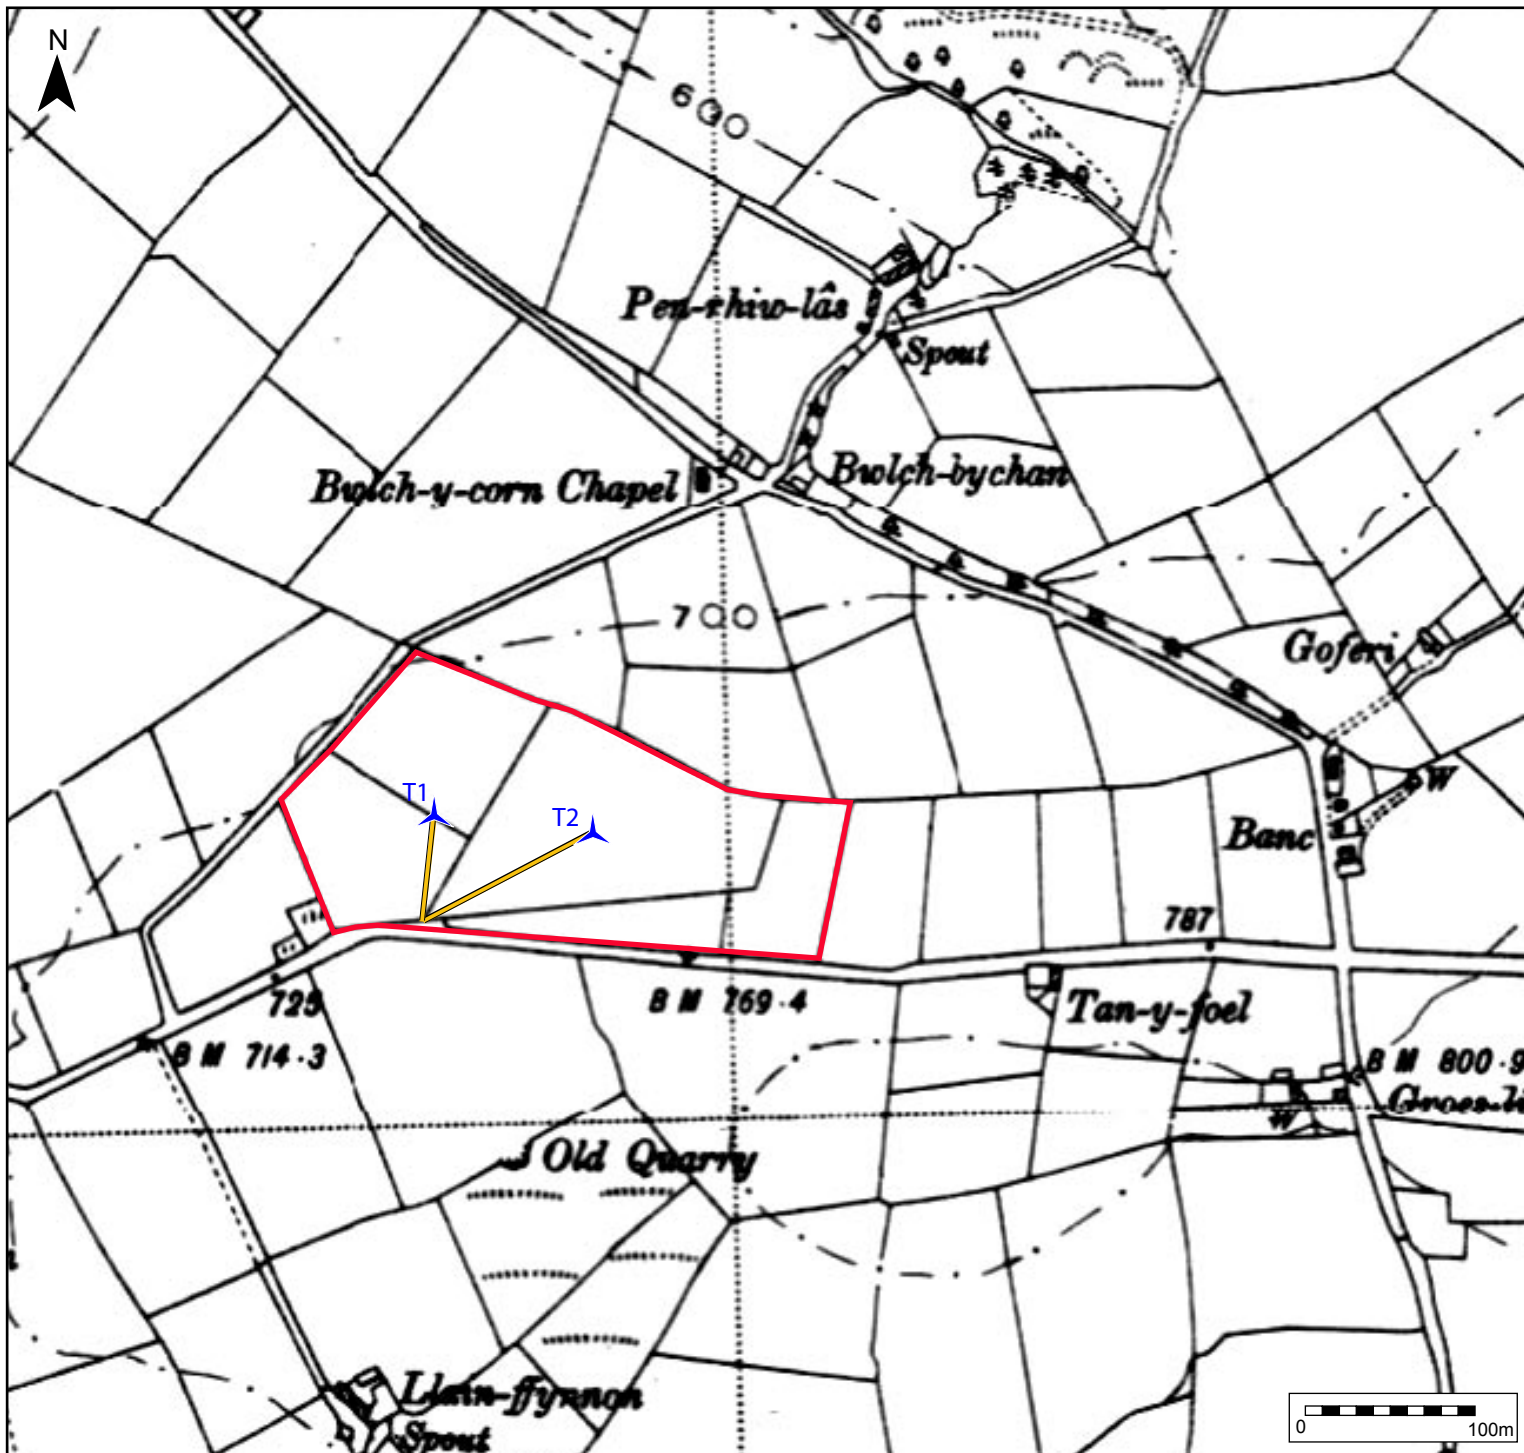 N
600
Pen-rhiw-lâs
Spout
Bwlch-y-corn Chapel
Bwlch-bychan
700
Goferi
T1
T2
W
Banc
787
725
B M 769·4
Tan-y-foel
B M 714·3
B M 800·9
W
Old Quarry
Llain-ffynnon
Spout
0
100m